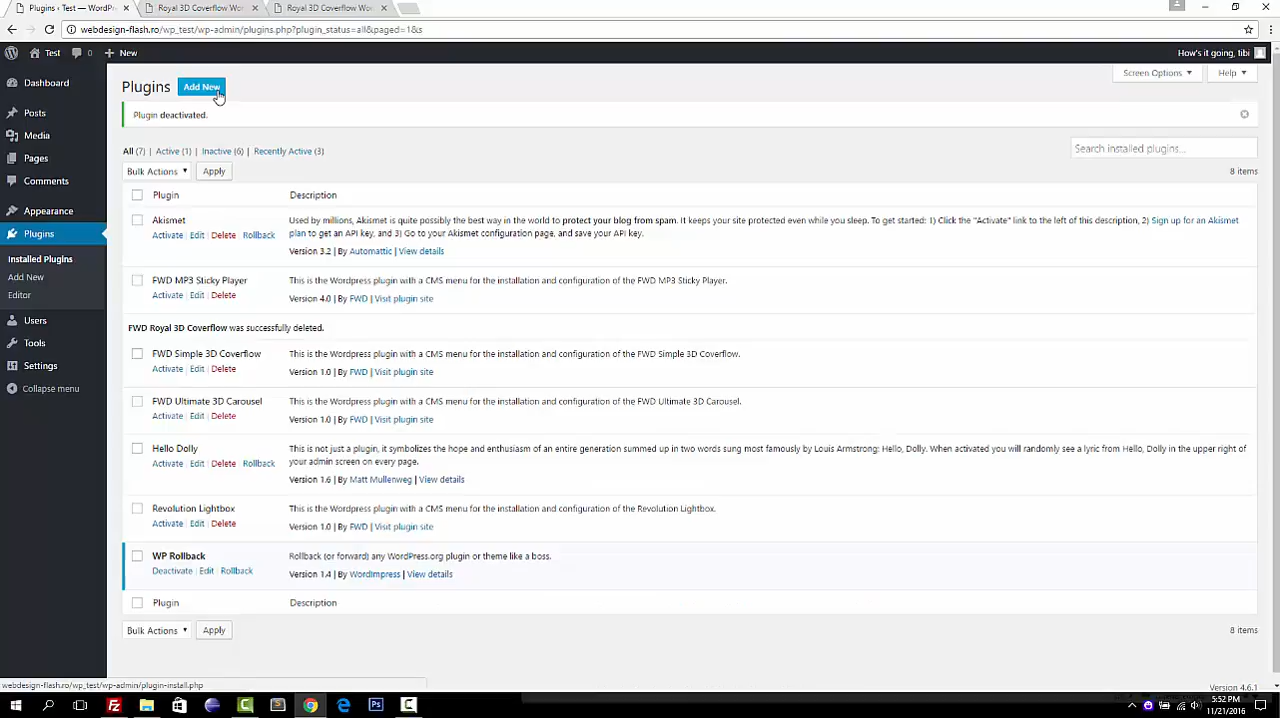 Plugins ‹ Test — WordPr
Royal 3D Coverflow Wor
Royal 3D Coverflow Wor
webdesign-flash.ro/wp_test/wp-admin/plugins.php?plugin_status=all&paged=1&s
Test 0 + New
How's it going, tibi
Dashboard
Posts
Media
Pages
Comments
Appearance
Plugins
Installed Plugins
Add New
Editor
Users
Tools
Settings
Collapse menu
Screen Options ▼ Help ▼
Plugins Add New
Plugin deactivated.
All (7) | Active (1) | Inactive (6) | Recently Active (3)
Search installed plugins...
Bulk Actions ▼ Apply
8 items
Plugin Description
Akismet
Activate | Edit | Delete | Rollback
Used by millions, Akismet is quite possibly the best way in the world to protect your blog from spam. It keeps your site protected even while you sleep. To get started: 1) Click the "Activate" link to the left of this description, 2) Sign up for an Akismet
plan to get an API key, and 3) Go to your Akismet configuration page, and save your API key.
Version 3.2 | By Automattic | View details
FWD MP3 Sticky Player
Activate | Edit | Delete
This is the Wordpress plugin with a CMS menu for the installation and configuration of the FWD MP3 Sticky Player.
Version 4.0 | By FWD | Visit plugin site
FWD Royal 3D Coverflow was successfully deleted.
FWD Simple 3D Coverflow
Activate | Edit | Delete
This is the Wordpress plugin with a CMS menu for the installation and configuration of the FWD Simple 3D Coverflow.
Version 1.0 | By FWD | Visit plugin site
FWD Ultimate 3D Carousel
Activate | Edit | Delete
This is the Wordpress plugin with a CMS menu for the installation and configuration of the FWD Ultimate 3D Carousel.
Version 1.0 | By FWD | Visit plugin site
Hello Dolly
Activate | Edit | Delete | Rollback
This is not just a plugin, it symbolizes the hope and enthusiasm of an entire generation summed up in two words sung most famously by Louis Armstrong: Hello, Dolly. When activated you will randomly see a lyric from Hello, Dolly in the upper right of
your admin screen on every page.
Version 1.6 | By Matt Mullenweg | View details
Revolution Lightbox
Activate | Edit | Delete
This is the Wordpress plugin with a CMS menu for the installation and configuration of the Revolution Lightbox.
Version 1.0 | By FWD | Visit plugin site
WP Rollback
Deactivate | Edit | Rollback
Rollback (or forward) any WordPress.org plugin or theme like a boss.
Version 1.4 | By WordImpress | View details
Plugin Description
Bulk Actions ▼ Apply
8 items
webdesign-flash.ro/wp_test/wp-admin/plugin-install.php
Version 4.6.1
5:52 PM
11/21/2016